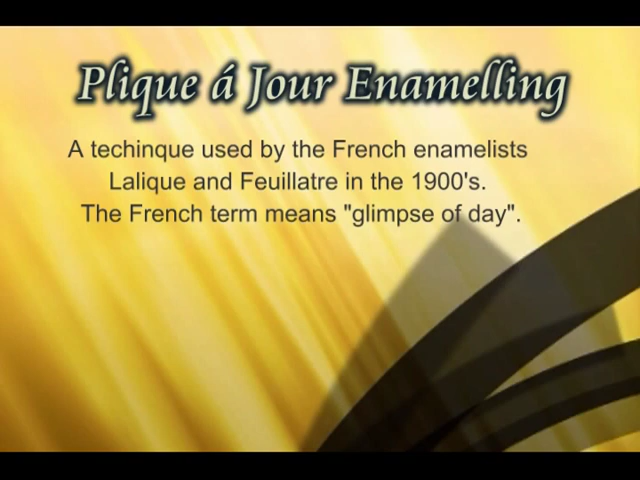 Plique á Jour Enamelling
A techinque used by the French enamelists
Lalique and Feuillatre in the 1900's.
The French term means "glimpse of day".